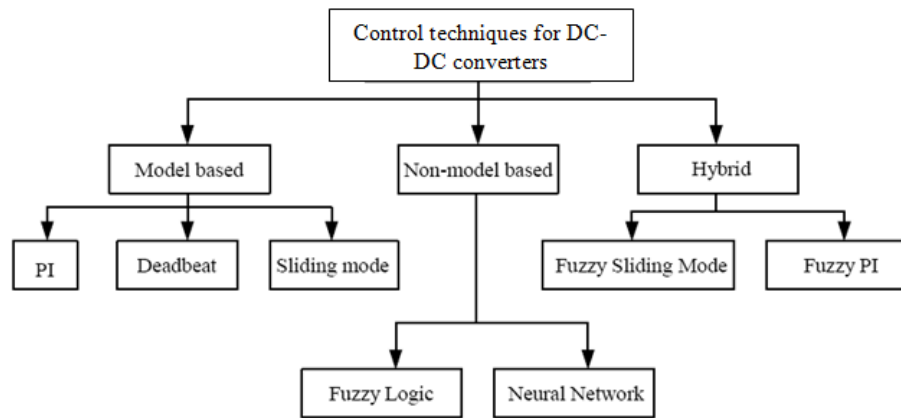 Control techniques for DC-
DC converters
Model based
Non-model based
Hybrid
PI
Deadbeat
Sliding mode
Fuzzy Sliding Mode
Fuzzy PI
Fuzzy Logic
Neural Network